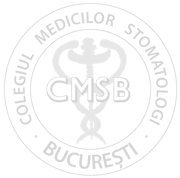 COLEGIUL MEDICILOR STOMATOLOGI
CMSB
BUCUREȘTI